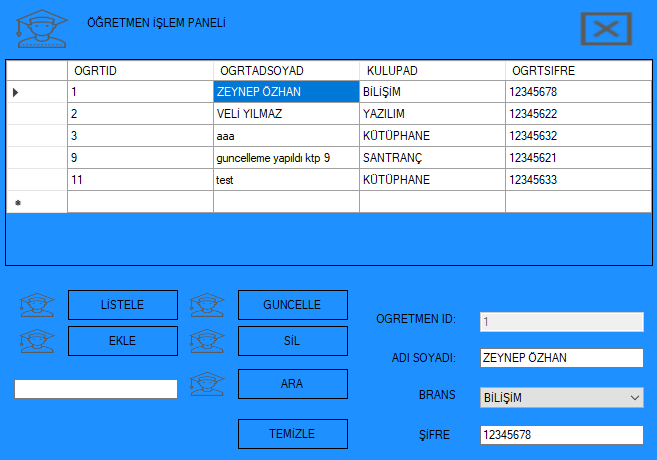 ÖĞRETMEN İŞLEM PANELİ
OGRTID OGRTADSOYAD KULUPAD OGRTSIFRE
1 ZEYNEP ÖZHAN BİLİŞİM 12345678
2 VELİ YILMAZ YAZILIM 12345622
3 aaa KÜTÜPHANE 12345632
9 guncelleme yapıldı ktp 9 SANTRANÇ 12345621
11 test KÜTÜPHANE 12345633
LİSTELE GUNCELLE
EKLE SİL
ARA
TEMİZLE
OGRETMEN ID: 1
ADI SOYADI: ZEYNEP ÖZHAN
BRANS BİLİŞİM
ŞİFRE 12345678